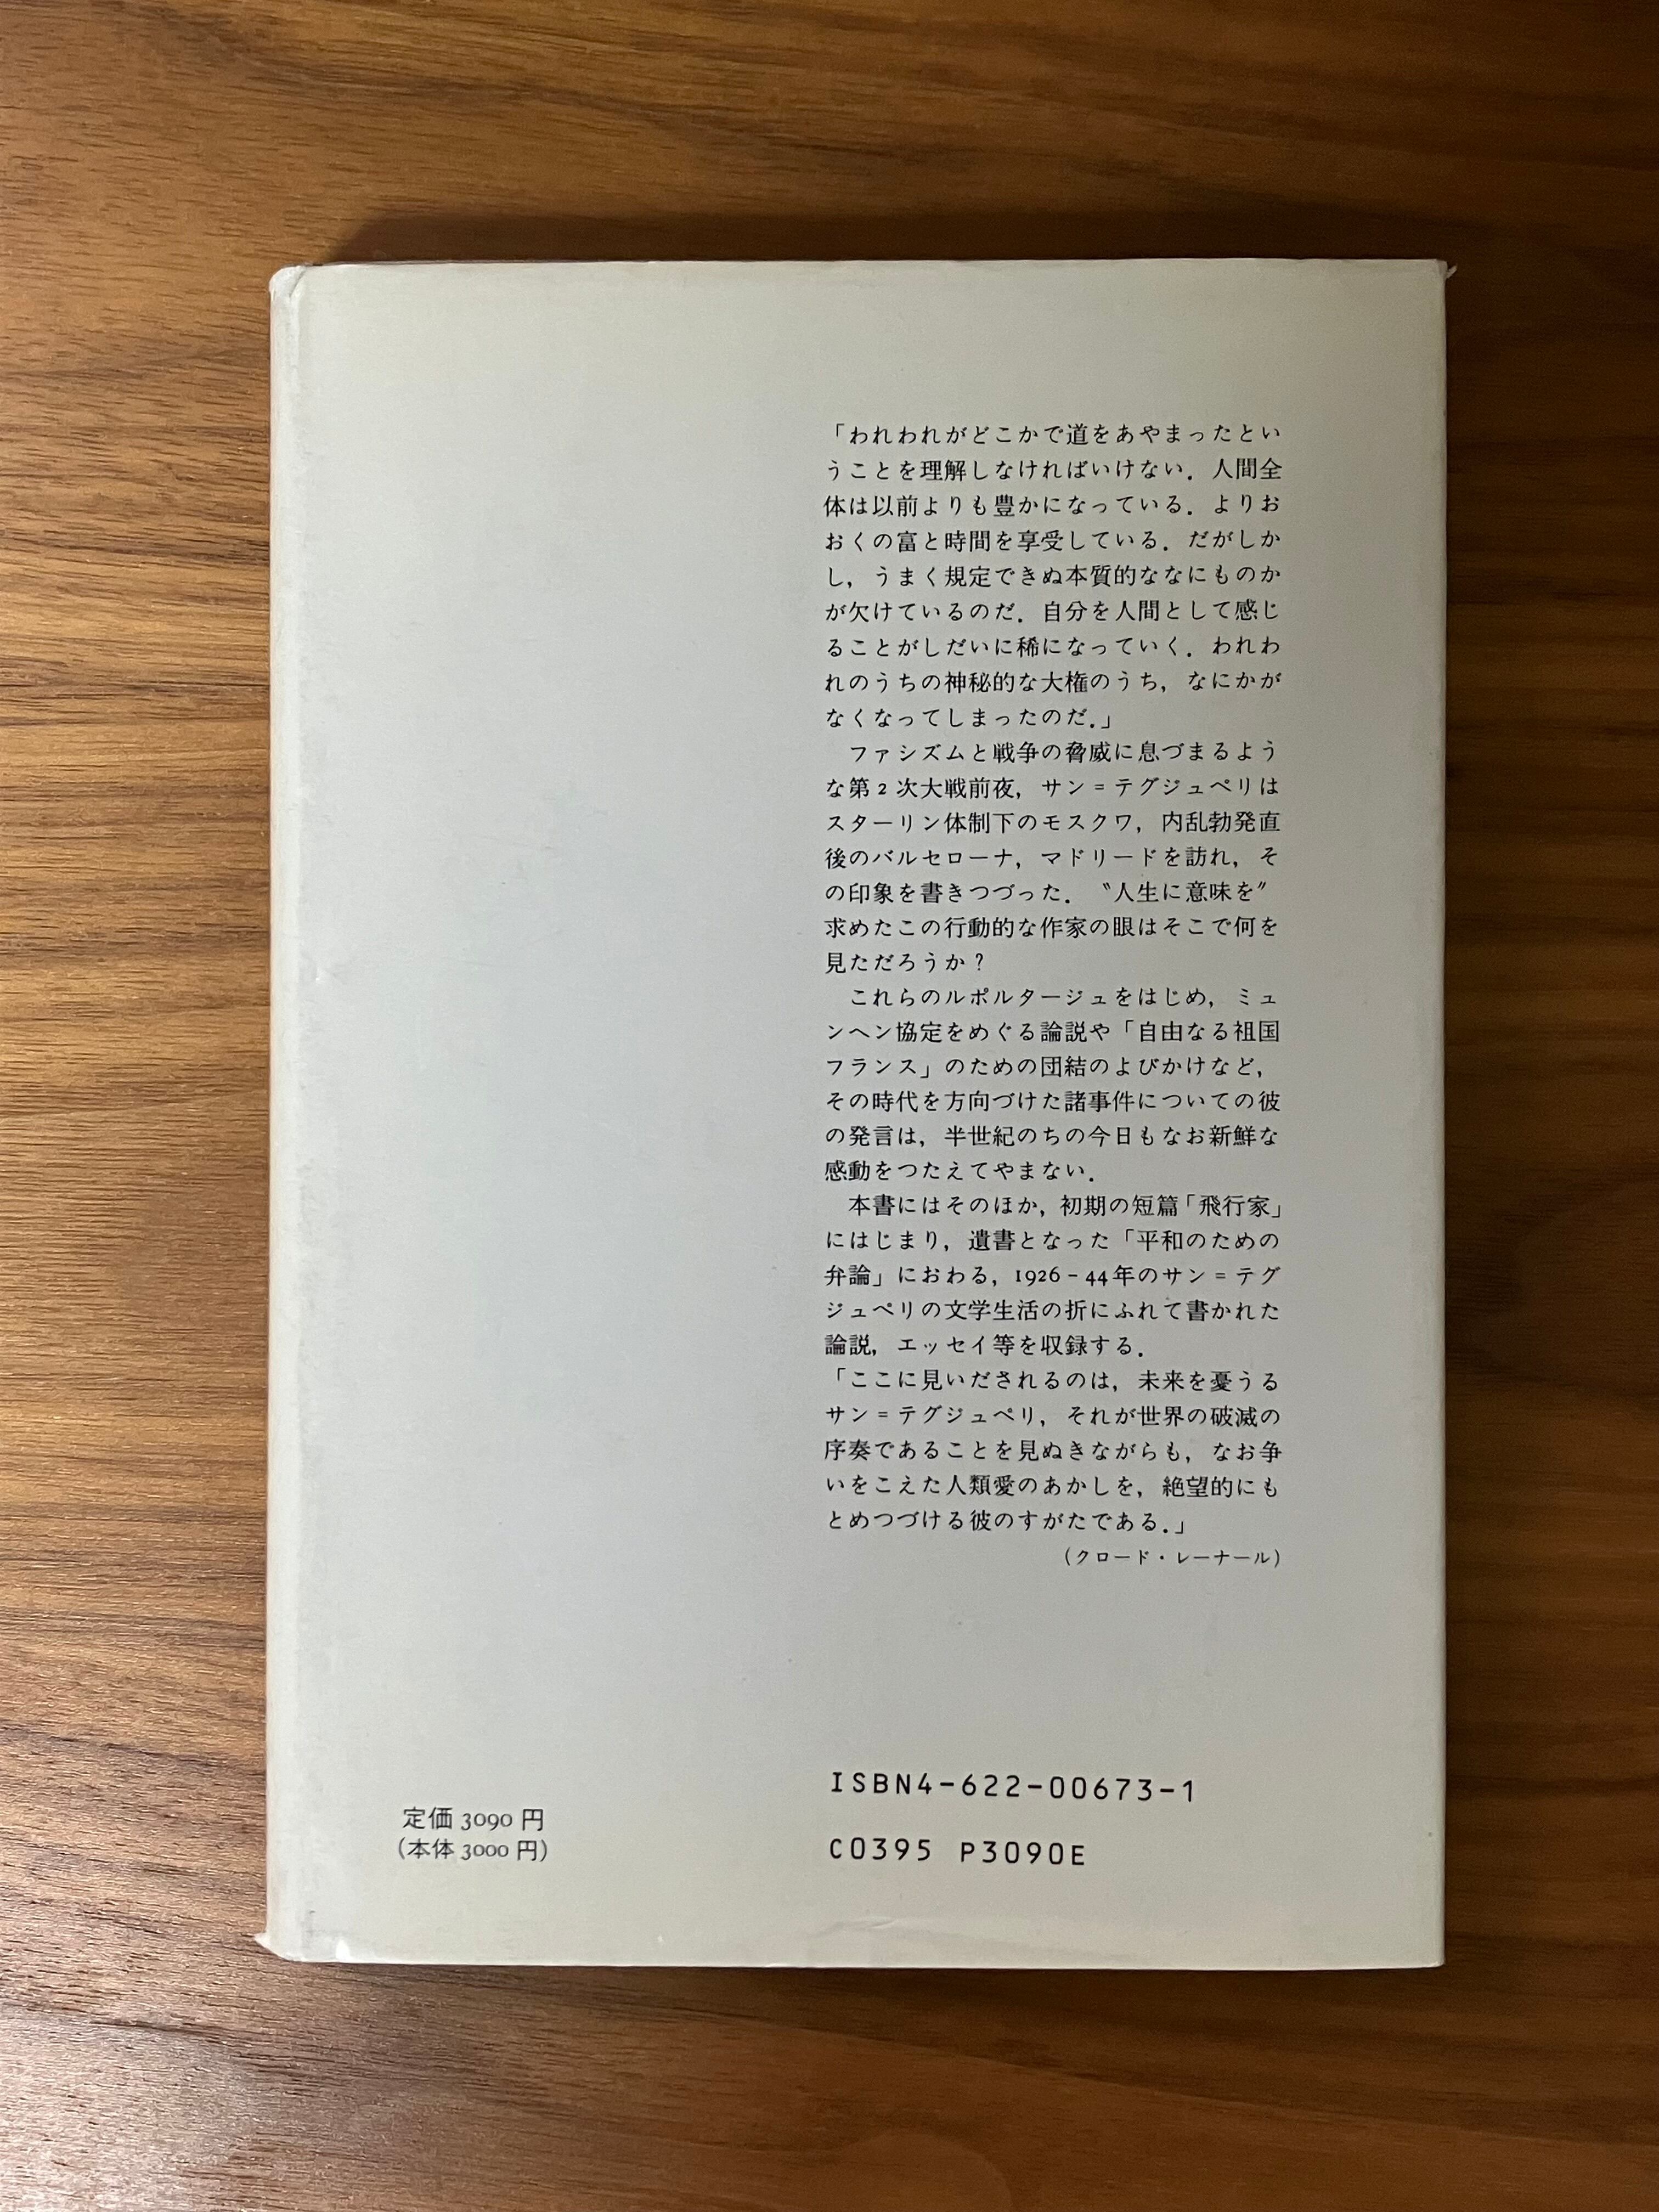 「われわれがどこかで道をあやまったとい
うことを理解しなければいけない．人間全
体は以前よりも豊かになっている．よりお
おくの富と時間を享受している．だがしか
し，うまく規定できぬ本質的ななにものか
が欠けているのだ．自分を人間として感じ
ることがしだいに稀になっていく．われわ
れのうちの神秘的な大権のうち，なにかが
なくなってしまったのだ．」
　ファシズムと戦争の脅威に息づまるよう
な第2次大戦前夜，サン＝テグジュペリは
スターリン体制下のモスクワ，内乱勃発直
後のバルセローナ，マドリードを訪れ，そ
の印象を書きつづった．〝人生に意味を〞
求めたこの行動的な作家の眼はそこで何を
見ただろうか？
　これらのルポルタージュをはじめ，ミュ
ンヘン協定をめぐる論説や「自由なる祖国
フランス」のための団結のよびかけなど，
その時代を方向づけた諸事件についての彼
の発言は，半世紀のちの今日もなお新鮮な
感動をつたえてやまない．
　本書にはそのほか，初期の短篇「飛行家」
にはじまり，遺書となった「平和のための
弁論」におわる，1926－44年のサン＝テグ
ジュペリの文学生活の折にふれて書かれた
論説，エッセイ等を収録する．
「ここに見いだされるのは，未来を憂うる
サン＝テグジュペリ，それが世界の破滅の
序奏であることを見ぬきながらも，なお争
いをこえた人類愛のあかしを，絶望的にも
とめつづける彼のすがたである．」
（クロード・レーナール）
ISBN4-622-00673-1
C0395 P3090E
定価 3090 円
（本体 3000 円）